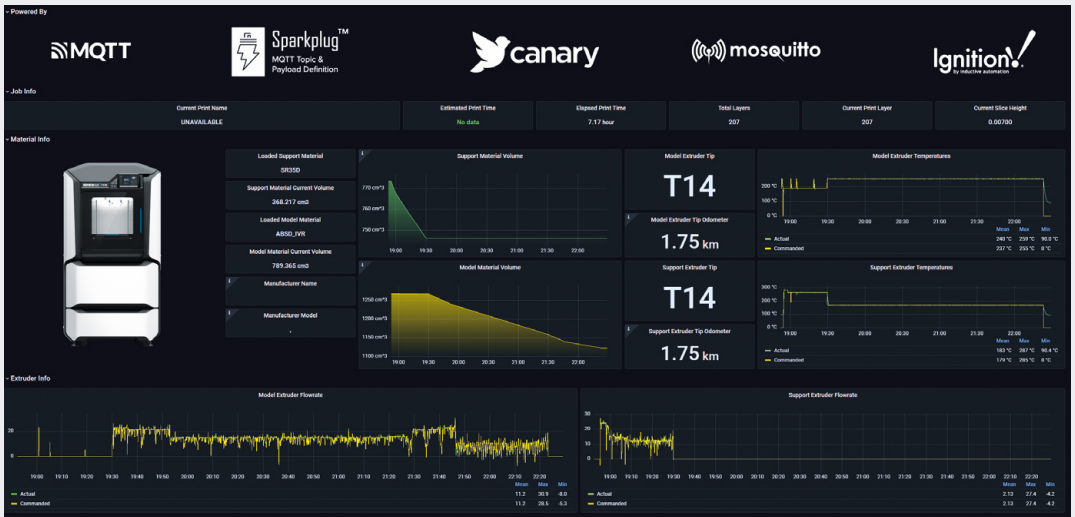 Powered By
MQTT
Sparkplug™
MQTT Topic &
Payload Definition
canary
mosquitto
Ignition!
by inductive automation
Job Info
Current Print Name
UNAVAILABLE
Estimated Print Time
No data
Elapsed Print Time
7.17 hour
Total Layers
207
Current Print Layer
207
Current Slice Height
0.00700
Material Info
Loaded Support Material
SR35D
Support Material Current Volume
368.217 cm3
Loaded Model Material
ABSD_IVR
Model Material Current Volume
789.365 cm3
Manufacturer Name
Manufacturer Model
.
Support Material Volume
770 cm^3
760 cm^3
750 cm^3
19:00 19:30 20:00 20:30 21:00 21:30 22:00
Model Material Volume
1250 cm^3
1200 cm^3
1150 cm^3
1100 cm^3
19:00 19:30 20:00 20:30 21:00 21:30 22:00
Model Extruder Tip
T14
Model Extruder Tip Odometer
1.75 km
Support Extruder Tip
T14
Support Extruder Tip Odometer
1.75 km
Model Extruder Temperatures
200 °C
100 °C
0 °C
19:00 19:30 20:00 20:30 21:00 21:30 22:00
Mean Max Min
Actual 240 °C 259 °C 90.0 °C
Commanded 237 °C 255 °C 0 °C
Support Extruder Temperatures
300 °C
200 °C
100 °C
0 °C
19:00 19:30 20:00 20:30 21:00 21:30 22:00
Mean Max Min
Actual 183 °C 287 °C 90.4 °C
Commanded 179 °C 285 °C 0 °C
Extruder Info
Model Extruder Flowrate
20
0
19:00 19:10 19:20 19:30 19:40 19:50 20:00 20:10 20:20 20:30 20:40 20:50 21:00 21:10 21:20 21:30 21:40 21:50 22:00 22:10 22:20
Mean Max Min
Actual 11.2 30.9 -8.0
Commanded 11.2 28.5 -5.3
Support Extruder Flowrate
30
20
10
0
19:00 19:10 19:20 19:30 19:40 19:50 20:00 20:10 20:20 20:30 20:40 20:50 21:00 21:10 21:20 21:30 21:40 21:50 22:00 22:10 22:20
Mean Max Min
Actual 2.13 27.4 -4.2
Commanded 2.13 27.4 -4.2